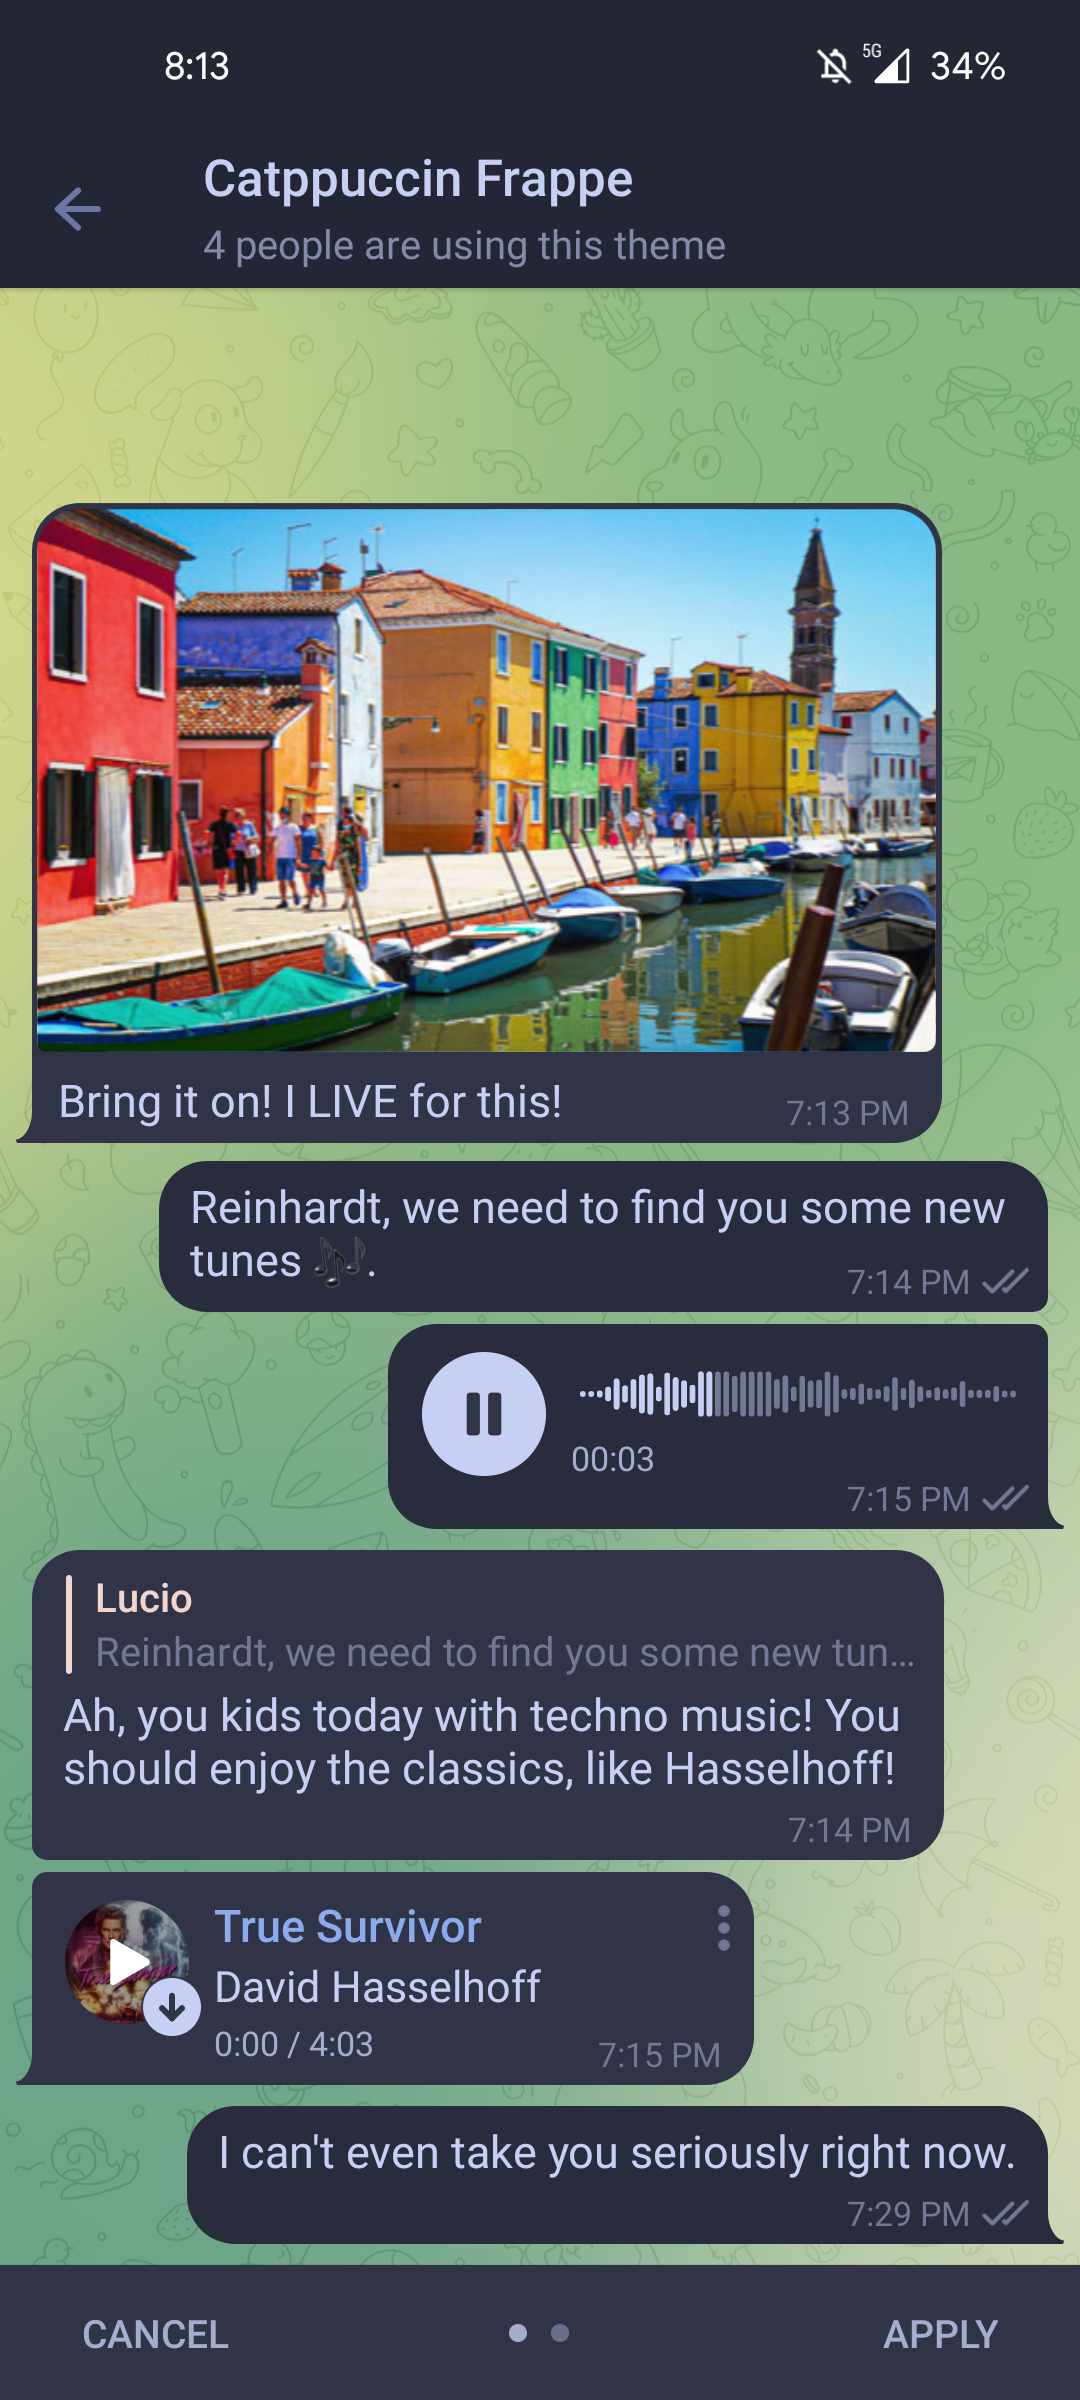 8:13
5G
34%
Catppuccin Frappe
4 people are using this theme
Bring it on! I LIVE for this!
7:13 PM
Reinhardt, we need to find you some new
tunes 🎶.
7:14 PM
00:03
7:15 PM
Lucio
Reinhardt, we need to find you some new tun…
Ah, you kids today with techno music! You
should enjoy the classics, like Hasselhoff!
7:14 PM
True Survivor
David Hasselhoff
0:00 / 4:03
7:15 PM
I can't even take you seriously right now.
7:29 PM
CANCEL
APPLY